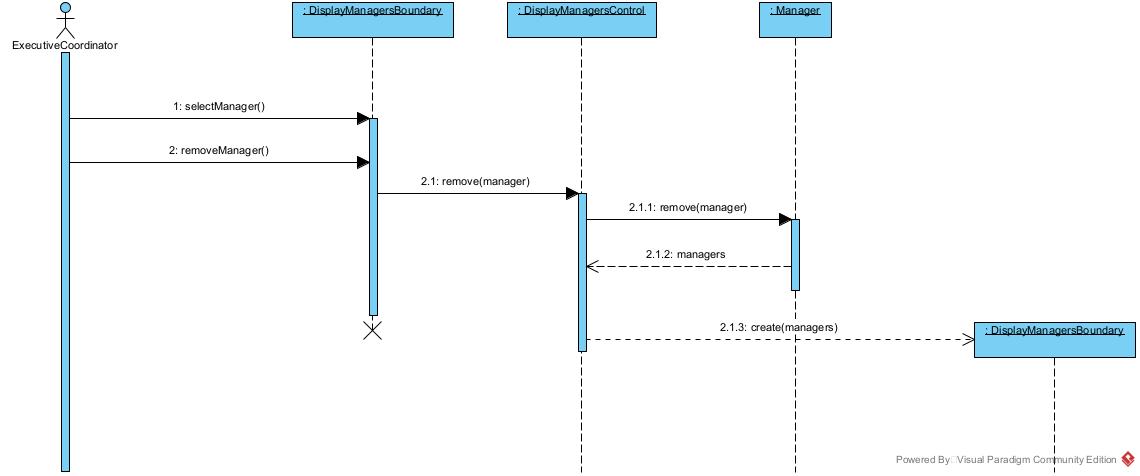 : DisplayManagersBoundary
: DisplayManagersControl
: Manager
ExecutiveCoordinator
1: selectManager()
2: removeManager()
2.1: remove(manager)
2.1.1: remove(manager)
2.1.2: managers
2.1.3: create(managers)
: DisplayManagersBoundary
Powered By Visual Paradigm Community Edition